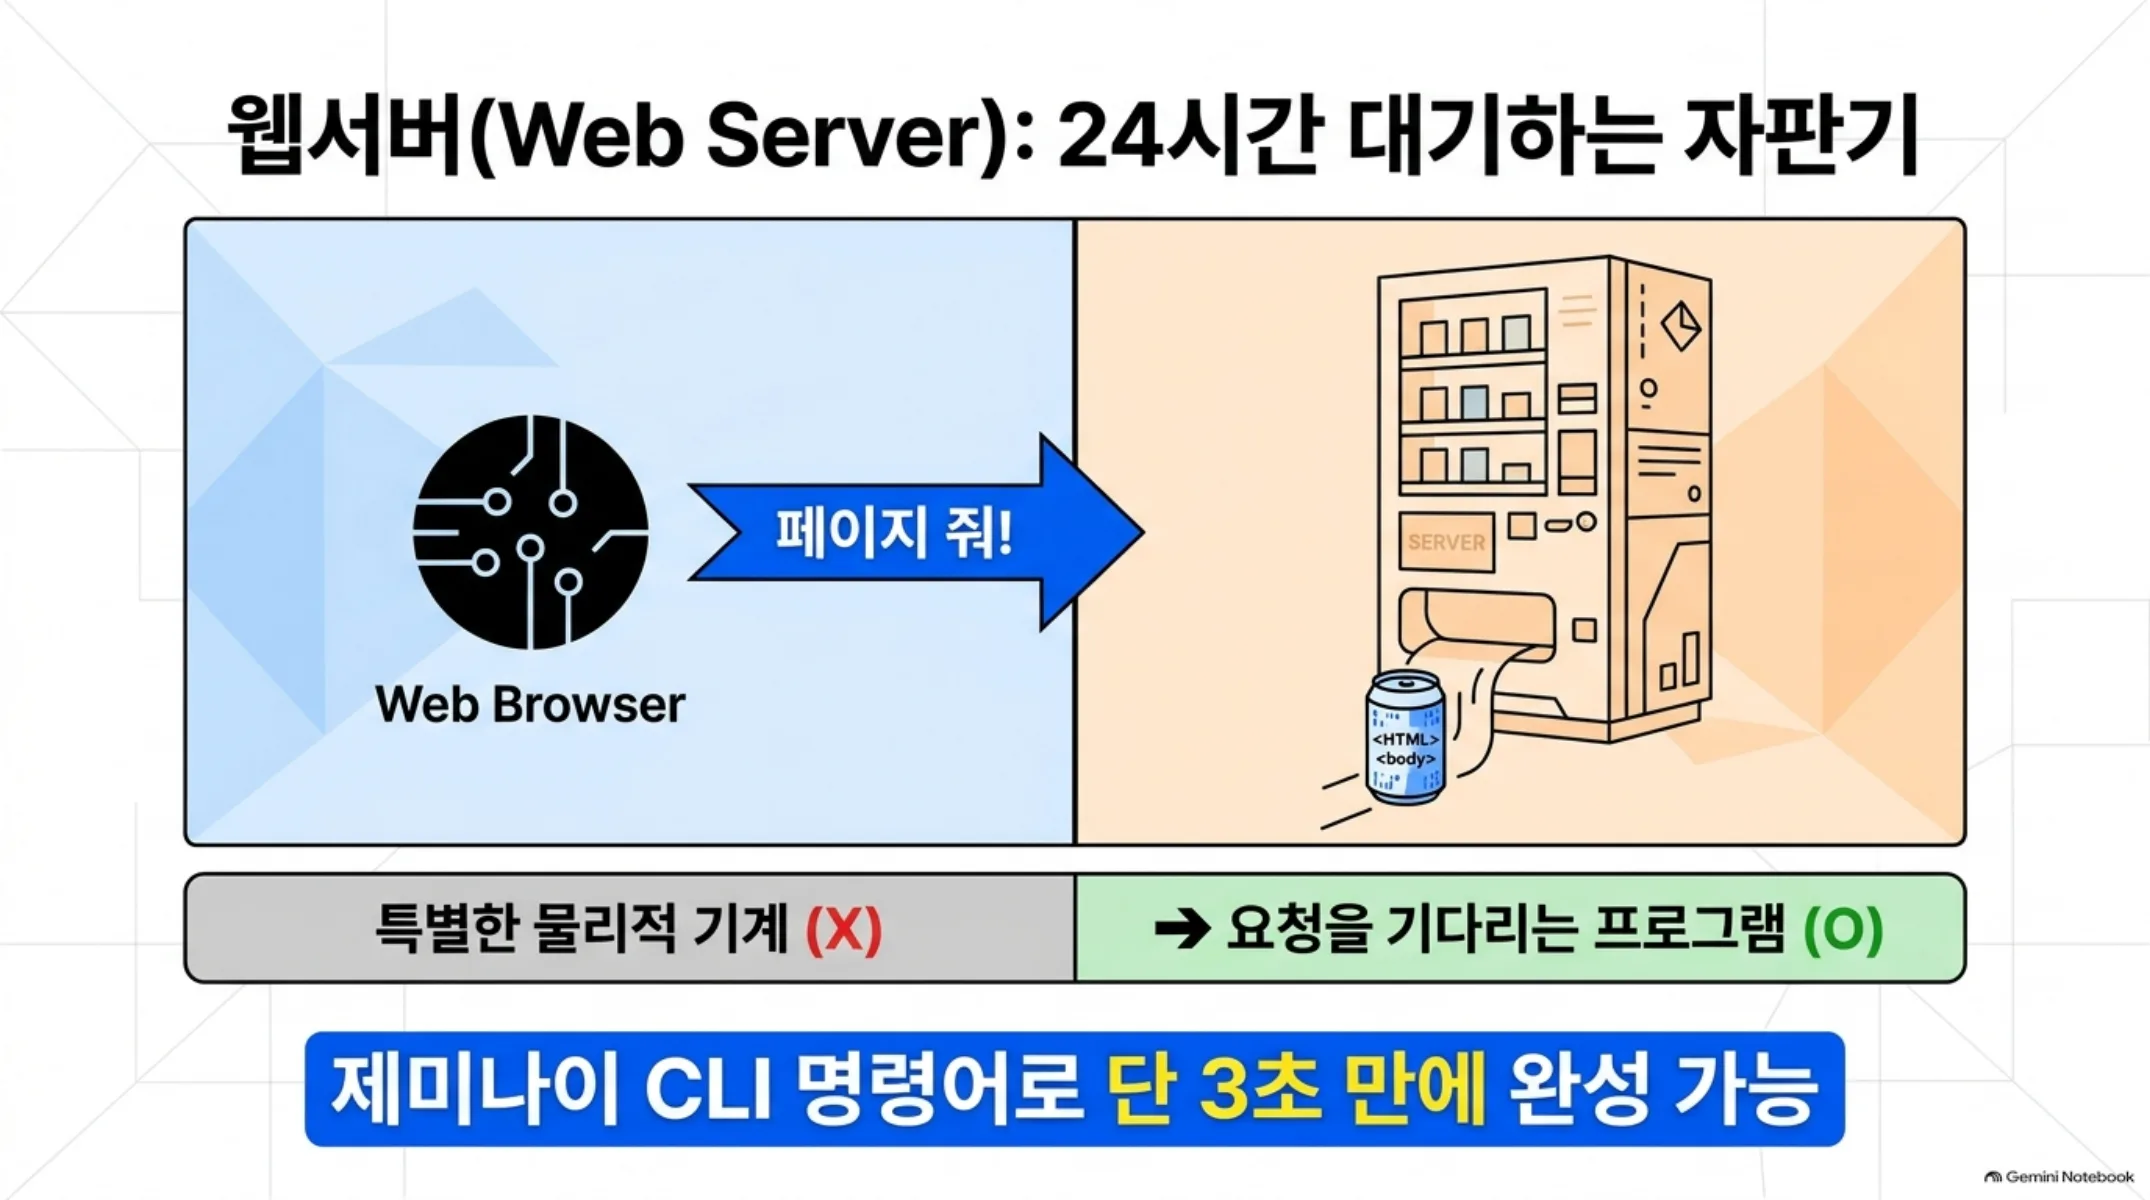 웹서버(Web Server): 24시간 대기하는 자판기
페이지 줘!
Web Browser
SERVER
<HTML>
<body>
특별한 물리적 기계 (X)
➔ 요청을 기다리는 프로그램 (O)
제미나이 CLI 명령어로 단 3초 만에 완성 가능
Gemini Notebook